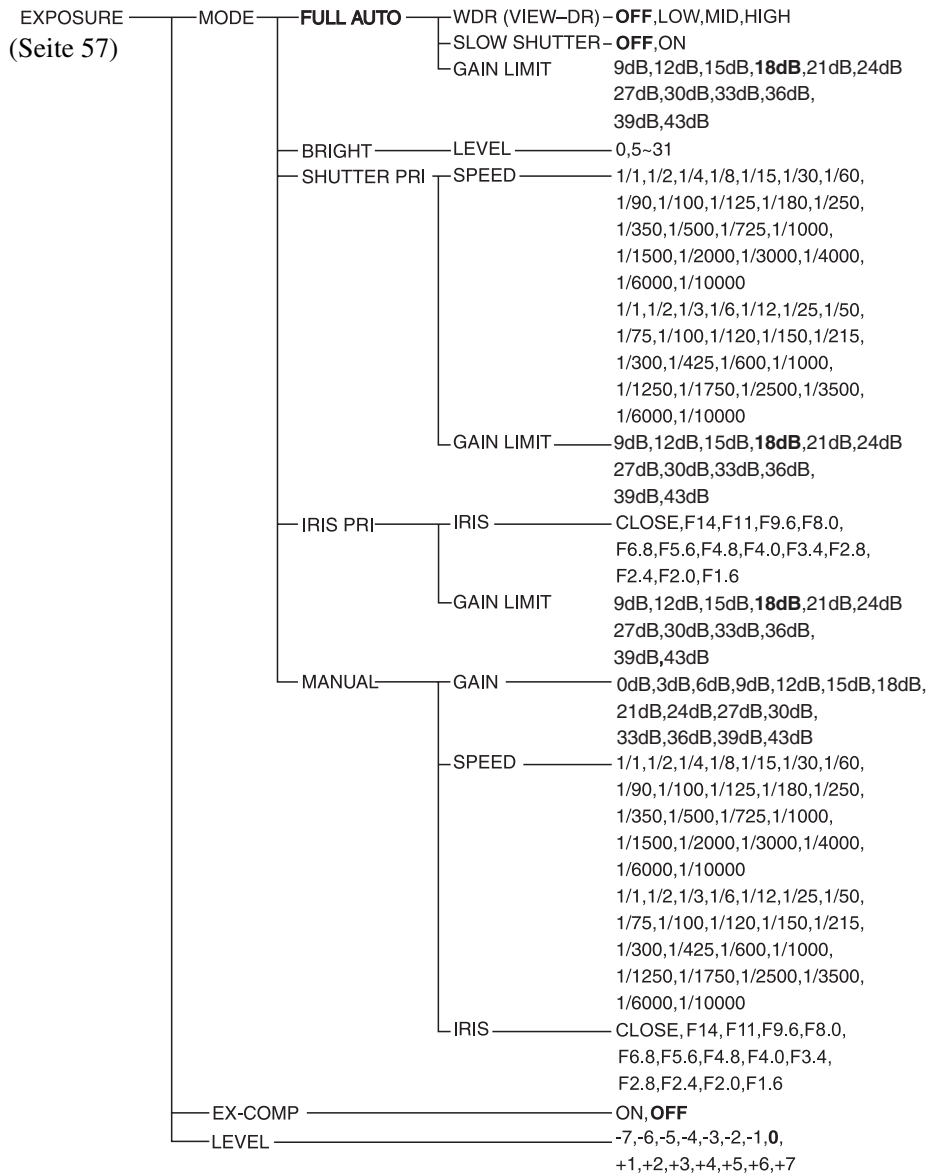 EXPOSURE MODE FULL AUTO WDR (VIEW–DR) OFF,LOW,MID,HIGH
(Seite 57) SLOW SHUTTER OFF,ON
GAIN LIMIT 9dB,12dB,15dB,18dB,21dB,24dB
27dB,30dB,33dB,36dB,
39dB,43dB
BRIGHT LEVEL 0,5~31
SHUTTER PRI SPEED 1/1,1/2,1/4,1/8,1/15,1/30,1/60,
1/90,1/100,1/125,1/180,1/250,
1/350,1/500,1/725,1/1000,
1/1500,1/2000,1/3000,1/4000,
1/6000,1/10000
1/1,1/2,1/3,1/6,1/12,1/25,1/50,
1/75,1/100,1/120,1/150,1/215,
1/300,1/425,1/600,1/1000,
1/1250,1/1750,1/2500,1/3500,
1/6000,1/10000
GAIN LIMIT 9dB,12dB,15dB,18dB,21dB,24dB
27dB,30dB,33dB,36dB,
39dB,43dB
IRIS PRI IRIS CLOSE,F14,F11,F9.6,F8.0,
F6.8,F5.6,F4.8,F4.0,F3.4,F2.8,
F2.4,F2.0,F1.6
GAIN LIMIT 9dB,12dB,15dB,18dB,21dB,24dB
27dB,30dB,33dB,36dB,
39dB,43dB
MANUAL GAIN 0dB,3dB,6dB,9dB,12dB,15dB,18dB,
21dB,24dB,27dB,30dB,
33dB,36dB,39dB,43dB
SPEED 1/1,1/2,1/4,1/8,1/15,1/30,1/60,
1/90,1/100,1/125,1/180,1/250,
1/350,1/500,1/725,1/1000,
1/1500,1/2000,1/3000,1/4000,
1/6000,1/10000
1/1,1/2,1/3,1/6,1/12,1/25,1/50,
1/75,1/100,1/120,1/150,1/215,
1/300,1/425,1/600,1/1000,
1/1250,1/1750,1/2500,1/3500,
1/6000,1/10000
IRIS CLOSE,F14,F11,F9.6,F8.0,
F6.8,F5.6,F4.8,F4.0,F3.4,
F2.8,F2.4,F2.0,F1.6
EX-COMP ON,OFF
LEVEL -7,-6,-5,-4,-3,-2,-1,0,
+1,+2,+3,+4,+5,+6,+7